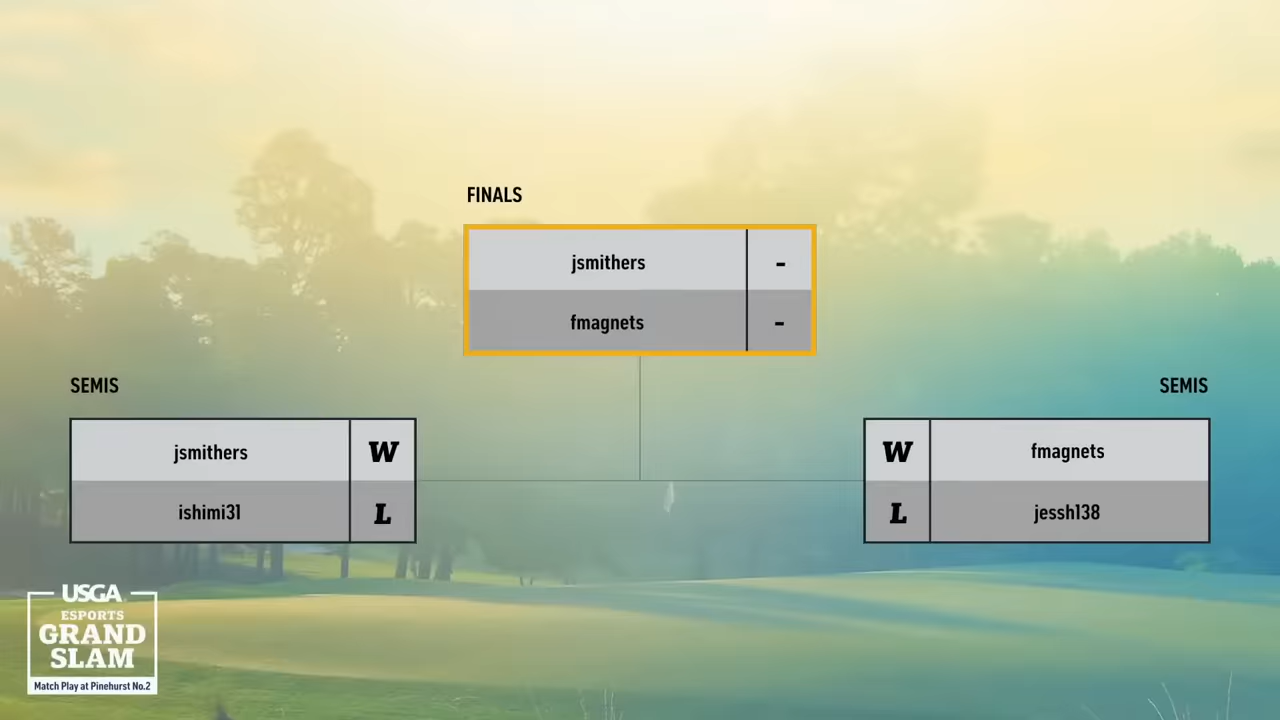 FINALS
jsmithers -
fmagnets -
SEMIS
jsmithers W
ishimi31 L
SEMIS
W fmagnets
L jessh138
USGA
ESPORTS
GRAND
SLAM
Match Play at Pinehurst No.2